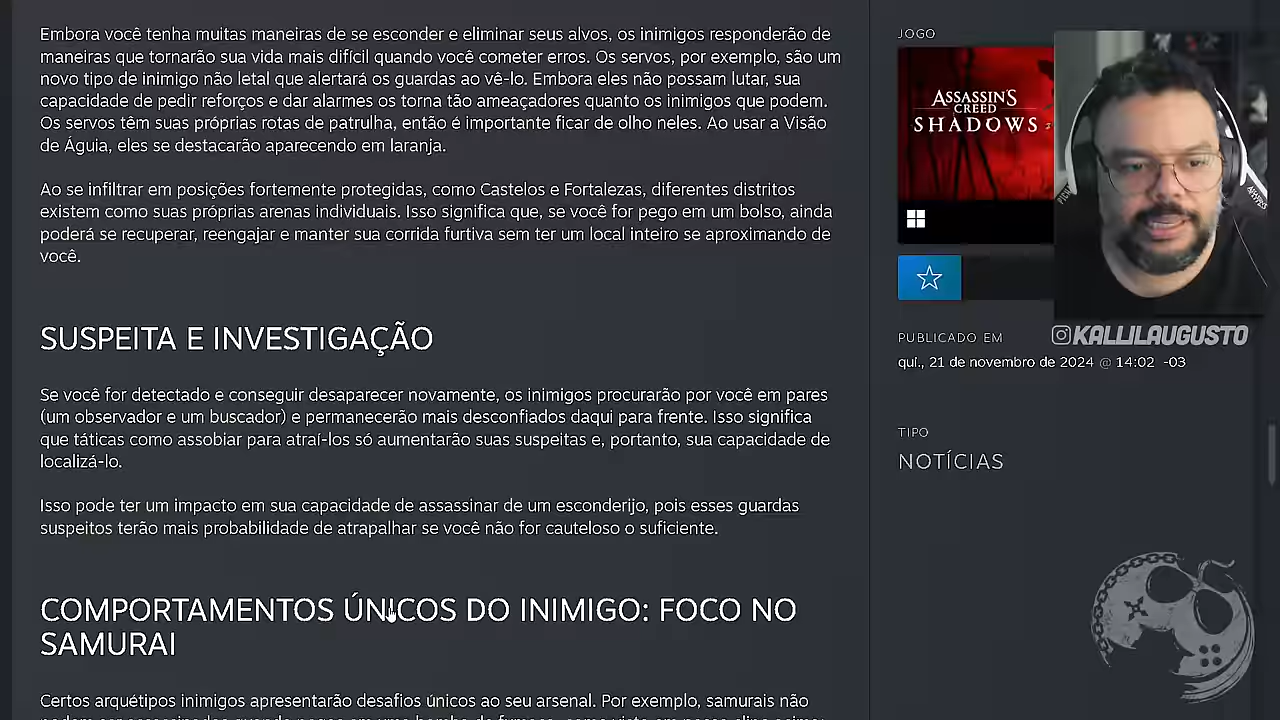 Embora você tenha muitas maneiras de se esconder e eliminar seus alvos, os inimigos responderão de
maneiras que tornarão sua vida mais difícil quando você cometer erros. Os servos, por exemplo, são um
novo tipo de inimigo não letal que alertará os guardas ao vê-lo. Embora eles não possam lutar, sua
capacidade de pedir reforços e dar alarmes os torna tão ameaçadores quanto os inimigos que podem.
Os servos têm suas próprias rotas de patrulha, então é importante ficar de olho neles. Ao usar a Visão
de Águia, eles se destacarão aparecendo em laranja.
Ao se infiltrar em posições fortemente protegidas, como Castelos e Fortalezas, diferentes distritos
existem como suas próprias arenas individuais. Isso significa que, se você for pego em um bolso, ainda
poderá se recuperar, reengajar e manter sua corrida furtiva sem ter um local inteiro se aproximando de
você.
SUSPEITA E INVESTIGAÇÃO
Se você for detectado e conseguir desaparecer novamente, os inimigos procurarão por você em pares
(um observador e um buscador) e permanecerão mais desconfiados daqui para frente. Isso significa
que táticas como assobiar para atraí-los só aumentarão suas suspeitas e, portanto, sua capacidade de
localizá-lo.
Isso pode ter um impacto em sua capacidade de assassinar de um esconderijo, pois esses guardas
suspeitos terão mais probabilidade de atrapalhar se você não for cauteloso o suficiente.
COMPORTAMENTOS ÚNICOS DO INIMIGO: FOCO NO
SAMURAI
Certos arquétipos inimigos apresentarão desafios únicos ao seu arsenal. Por exemplo, samurais não
JOGO
ASSASSIN'S
CREED
SHADOWS
KALLILAUGUSTO
PUBLICADO EM
qui., 21 de novembro de 2024 @ 14:02 -03
TIPO
NOTÍCIAS